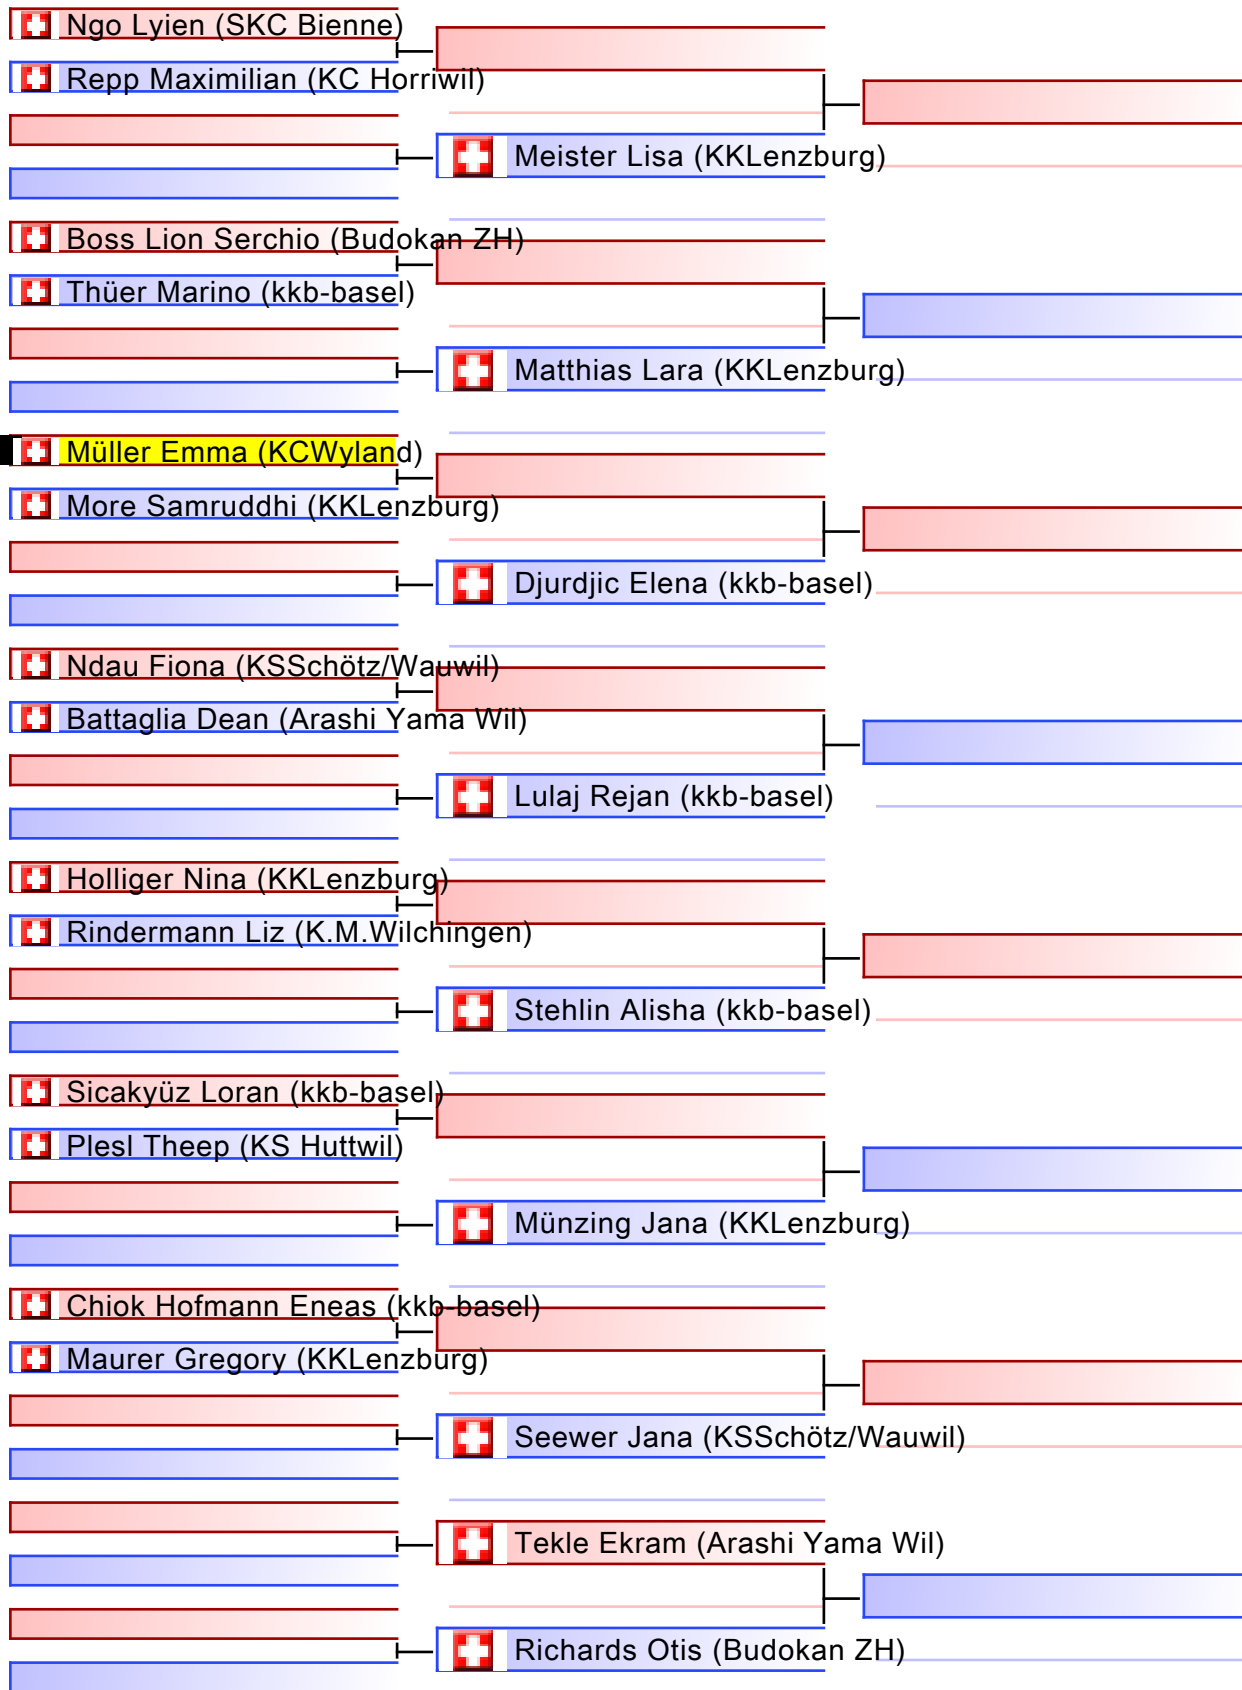 Ngo Lyien (SKC Bienne)
Repp Maximilian (KC Horriwil)
Meister Lisa (KKLenzburg)
Boss Lion Serchio (Budokan ZH)
Thüer Marino (kkb-basel)
Matthias Lara (KKLenzburg)
Müller Emma (KCWyland)
More Samruddhi (KKLenzburg)
Djurdjic Elena (kkb-basel)
Ndau Fiona (KSSchötz/Wauwil)
Battaglia Dean (Arashi Yama Wil)
Lulaj Rejan (kkb-basel)
Holliger Nina (KKLenzburg)
Rindermann Liz (K.M.Wilchingen)
Stehlin Alisha (kkb-basel)
Sicakyüz Loran (kkb-basel)
Plesl Theep (KS Huttwil)
Münzing Jana (KKLenzburg)
Chiok Hofmann Eneas (kkb-basel)
Maurer Gregory (KKLenzburg)
Seewer Jana (KSSchötz/Wauwil)
Tekle Ekram (Arashi Yama Wil)
Richards Otis (Budokan ZH)